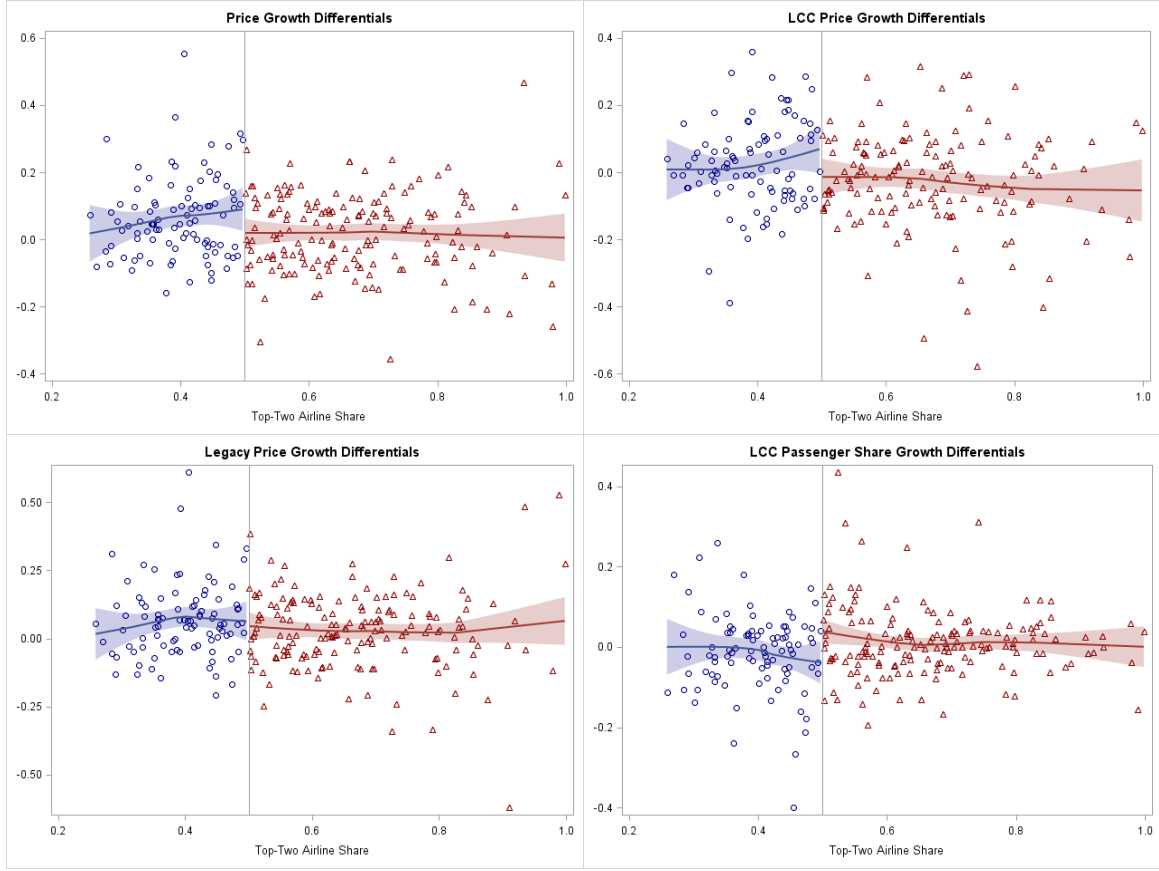 Price Growth Differentials
0.6
0.4
0.2
0.0
-0.2
-0.4
0.2 0.4 0.6 0.8 1.0
Top-Two Airline Share
LCC Price Growth Differentials
0.4
0.2
0.0
-0.2
-0.4
-0.6
0.2 0.4 0.6 0.8 1.0
Top-Two Airline Share
Legacy Price Growth Differentials
0.50
0.25
0.00
-0.25
-0.50
0.2 0.4 0.6 0.8 1.0
Top-Two Airline Share
LCC Passenger Share Growth Differentials
0.4
0.2
0.0
-0.2
-0.4
0.2 0.4 0.6 0.8 1.0
Top-Two Airline Share